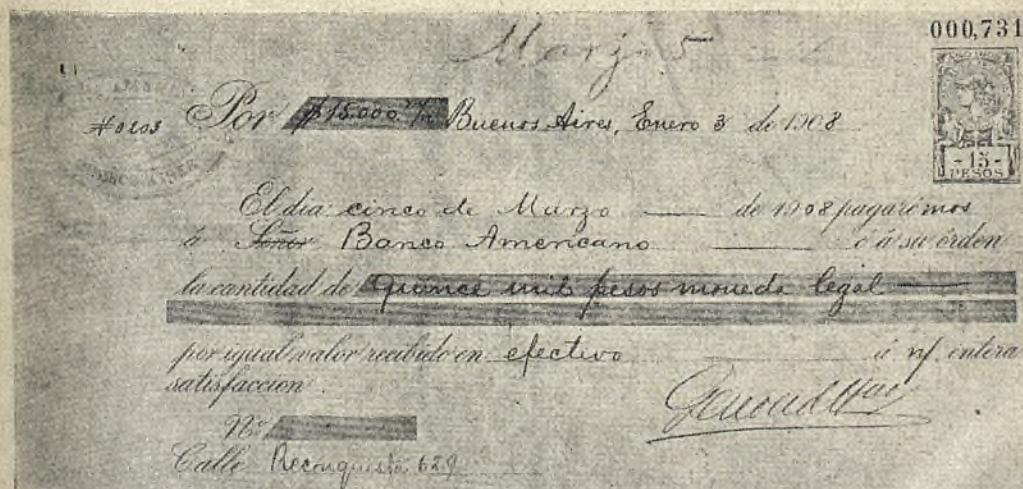 000,731
Marzo 5
#0203 Por $15.000 m/n Buenos Aires, Enero 3 de 1908
-15-
PESOS
El dia cinco de Marzo de 1908 pagarémos
á Señor Banco Americano ó á su órden
la cantidad de Quince mil pesos moneda legal
por igual valor recibido en efectivo á n/ entera
satisfaccion
No
Calle Reconquista 629